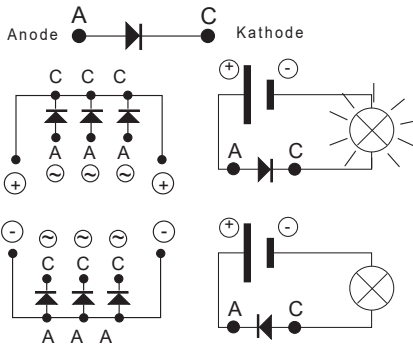 A C
Anode Kathode
C C C
A A A
~ ~ ~
+ +
+ -
A C
- ~ ~ ~ -
C C C
A A A
+ -
A C